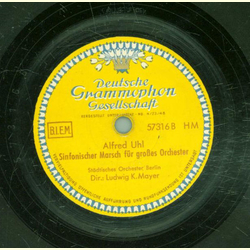 Deutsche
Grammophon
Gesellschaft
BIEM
57316 B HM
Alfred Uhl
Sinfonischer Marsch für großes Orchester
Städtisches Orchester Berlin
Dir.: Ludwig K. Mayer